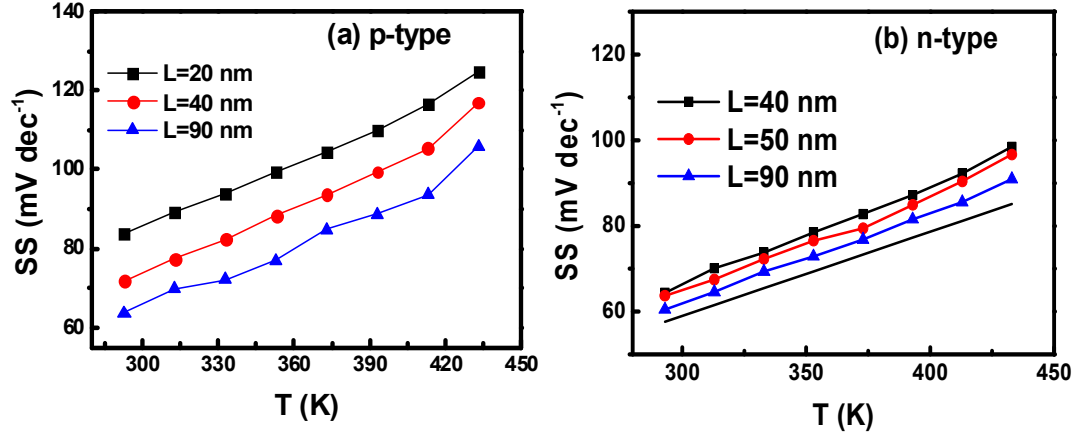 (a) p-type
L=20 nm
L=40 nm
L=90 nm
140
120
100
80
60
300 330 360 390 420 450
SS (mV dec⁻¹)
T (K)
(b) n-type
L=40 nm
L=50 nm
L=90 nm
120
100
80
60
300 350 400 450
SS (mV dec⁻¹)
T (K)